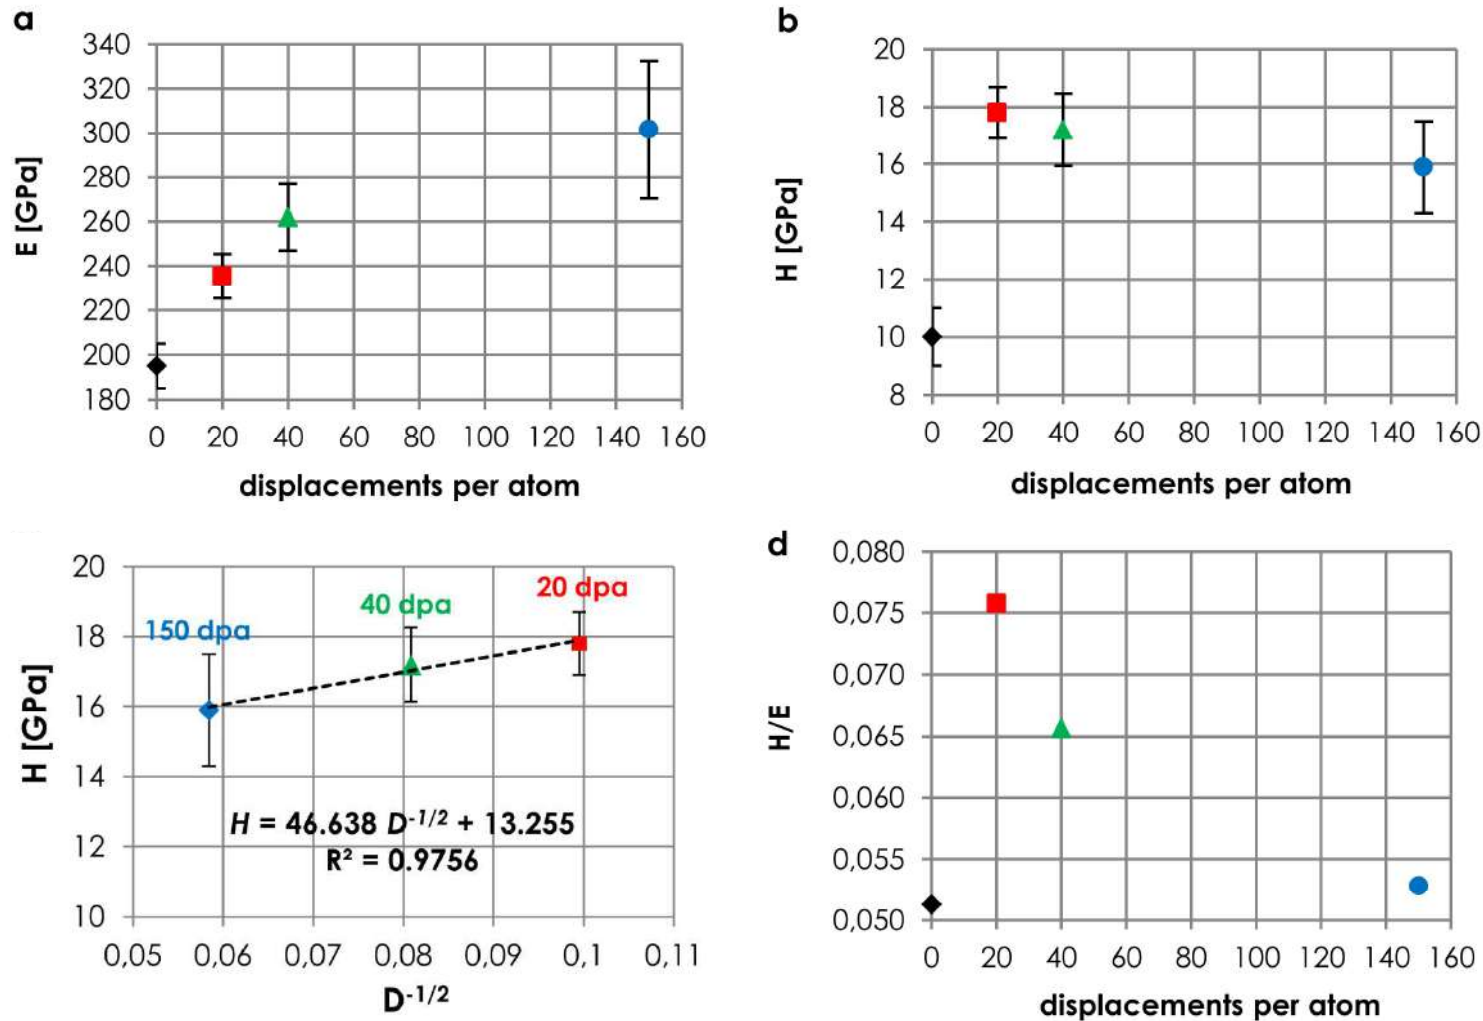 a
340
320
300
280
260
240
220
200
180
E [GPa]
0 20 40 60 80 100 120 140 160
displacements per atom
b
20
18
16
14
12
10
8
H [GPa]
0 20 40 60 80 100 120 140 160
displacements per atom
20
18
16
14
12
10
H [GPa]
150 dpa
40 dpa
20 dpa
H = 46.638 D-1/2 + 13.255
R² = 0.9756
0,05 0,06 0,07 0,08 0,09 0,1 0,11
D-1/2
d
0,080
0,075
0,070
0,065
0,060
0,055
0,050
H/E
0 20 40 60 80 100 120 140 160
displacements per atom